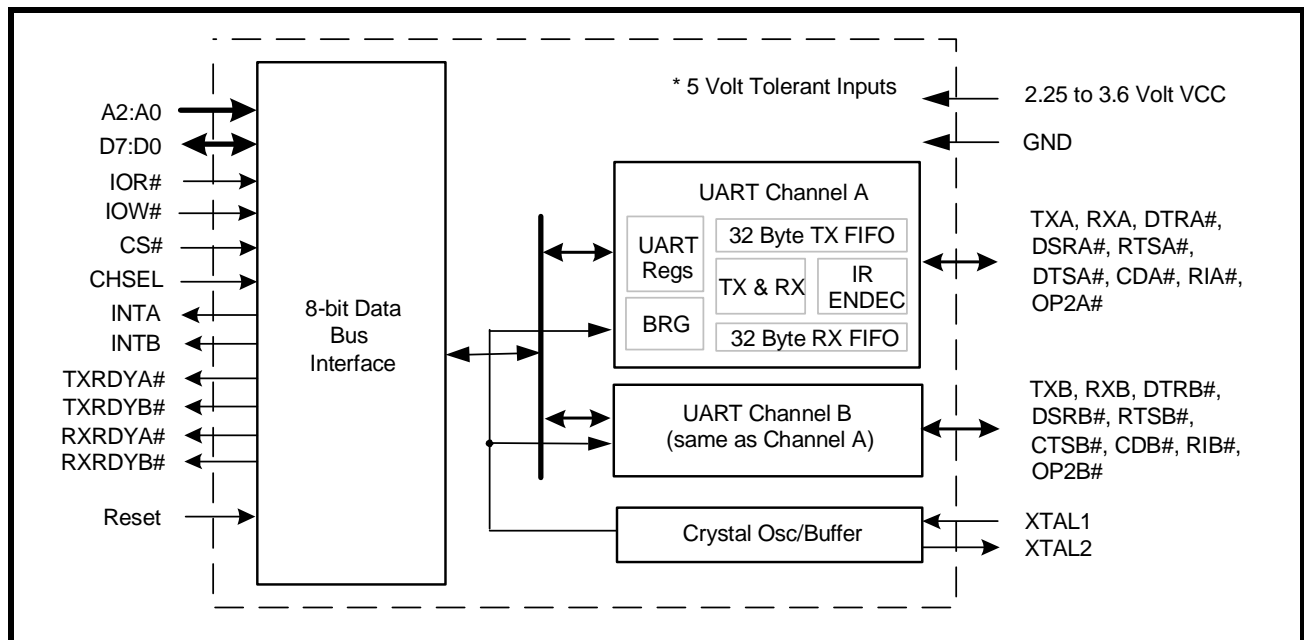 * 5 Volt Tolerant Inputs
A2:A0
D7:D0
IOR#
IOW#
CS#
CHSEL
INTA
INTB
TXRDYA#
TXRDYB#
RXRDYA#
RXRDYB#
Reset
8-bit Data
Bus
Interface
UART Channel A
UART
Regs
BRG
32 Byte TX FIFO
TX & RX
IR
ENDEC
32 Byte RX FIFO
UART Channel B
(same as Channel A)
Crystal Osc/Buffer
2.25 to 3.6 Volt VCC
GND
TXA, RXA, DTRA#,
DSRA#, RTSA#,
DTSA#, CDA#, RIA#,
OP2A#
TXB, RXB, DTRB#,
DSRB#, RTSB#,
CTSB#, CDB#, RIB#,
OP2B#
XTAL1
XTAL2